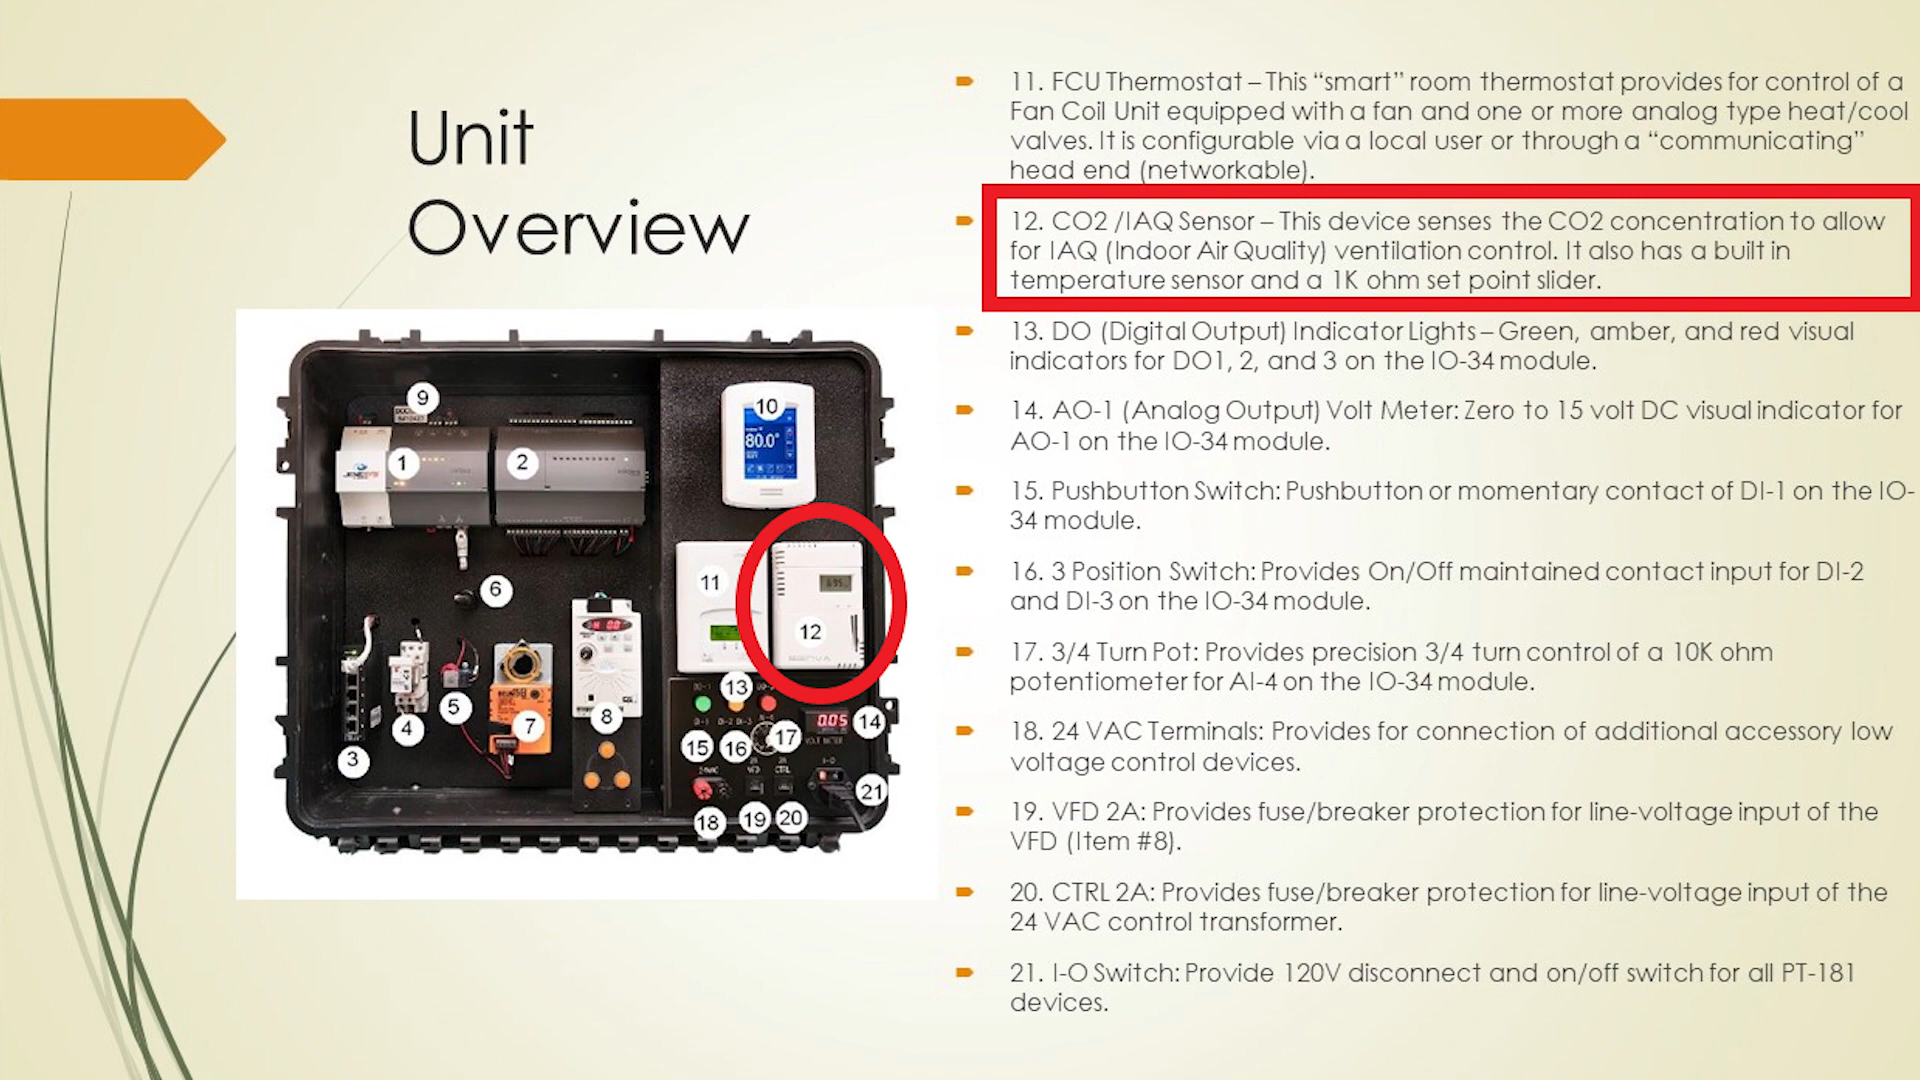 Unit
Overview
11. FCU Thermostat – This “smart” room thermostat provides for control of a
Fan Coil Unit equipped with a fan and one or more analog type heat/cool
valves. It is configurable via a local user or through a “communicating”
head end (networkable).
12. CO2 /IAQ Sensor – This device senses the CO2 concentration to allow
for IAQ (Indoor Air Quality) ventilation control. It also has a built in
temperature sensor and a 1K ohm set point slider.
13. DO (Digital Output) Indicator Lights – Green, amber, and red visual
indicators for DO1, 2, and 3 on the IO-34 module.
14. AO-1 (Analog Output) Volt Meter: Zero to 15 volt DC visual indicator for
AO-1 on the IO-34 module.
15. Pushbutton Switch: Pushbutton or momentary contact of DI-1 on the IO-
34 module.
16. 3 Position Switch: Provides On/Off maintained contact input for DI-2
and DI-3 on the IO-34 module.
17. 3/4 Turn Pot: Provides precision 3/4 turn control of a 10K ohm
potentiometer for AI-4 on the IO-34 module.
18. 24 VAC Terminals: Provides for connection of additional accessory low
voltage control devices.
19. VFD 2A: Provides fuse/breaker protection for line-voltage input of the
VFD (Item #8).
20. CTRL 2A: Provides fuse/breaker protection for line-voltage input of the
24 VAC control transformer.
21. I-O Switch: Provide 120V disconnect and on/off switch for all PT-181
devices.
9
10
80.0°
1
2
11
6
12
13
DI-1 DI-2 DI-3
5
4
7
8
3
15
16
17
0.05
14
VOLT METER
24VAC
VFD
CTRL
I-O
21
18
19
20